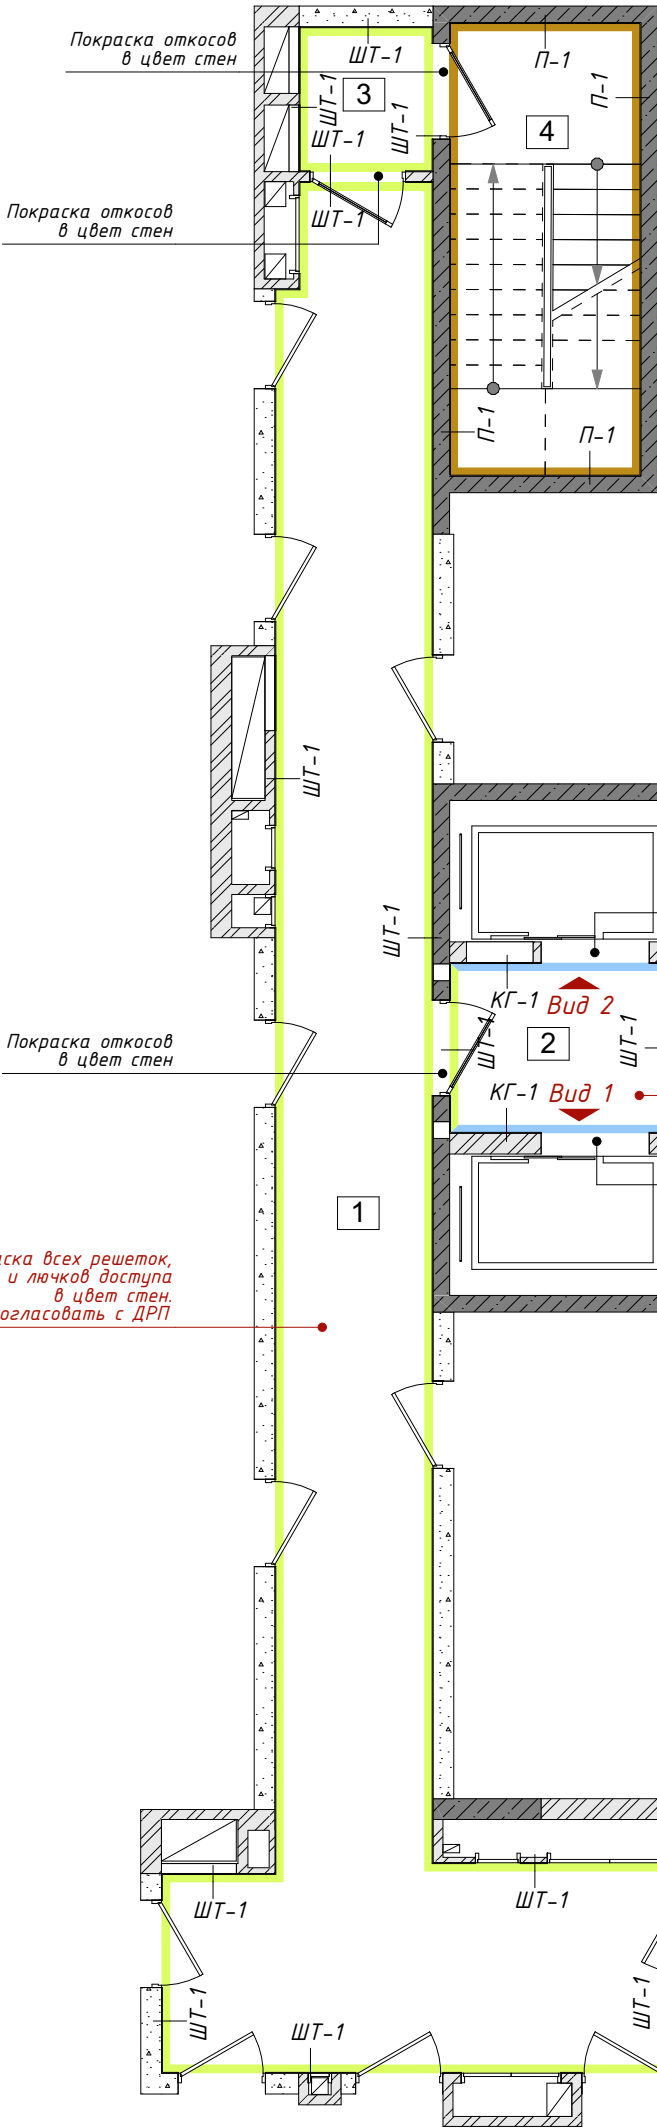 Покраска откосов
в цвет стен
ШТ-1
П-1
ШТ-1
3
П-1
ШТ-1
ШТ-1
4
Покраска откосов
в цвет стен
ШТ-1
П-1
П-1
ШТ-1
ШТ-1
КГ-1
Вид 2
Покраска откосов
в цвет стен
ШТ-1
2
ШТ-1
КГ-1
Вид 1
1
всех решеток,
и лючков доступа
в цвет стен.
с ДРП
ШТ-1
ШТ-1
ШТ-1
ШТ-1
ШТ-1